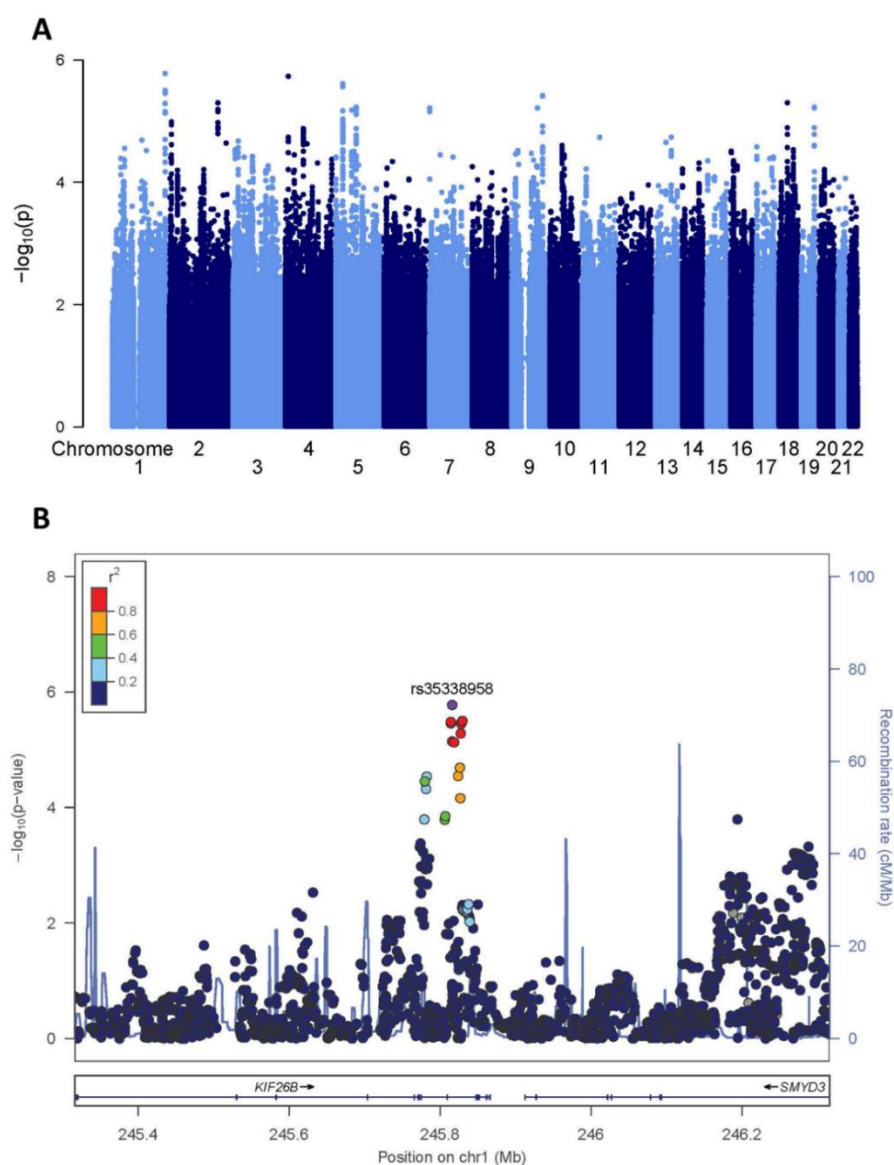 A
6
4
2
0
−log10(p)
Chromosome 2 4 6 8 10 12 14 16 18 20 22
1 3 5 7 9 11 13 15 17 19 21
B
r2
0.8
0.6
0.4
0.2
rs35338958
8
6
4
2
0
−log10(p−value)
100
80
60
40
20
0
Recombination rate (cM/Mb)
KIF26B→
←SMYD3
245.4 245.6 245.8 246 246.2
Position on chr1 (Mb)